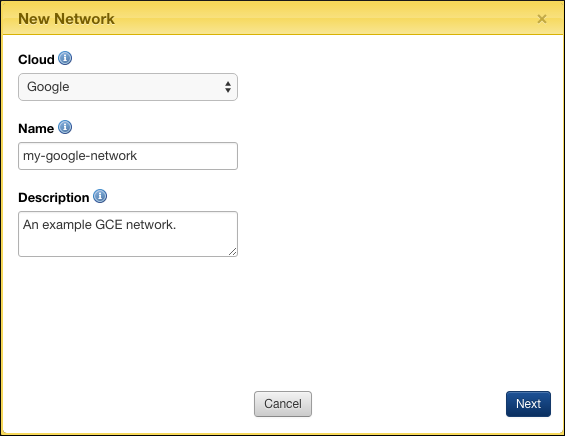 New Network
Cloud
Google
Name
my-google-network
Description
An example GCE network.
Cancel
Next